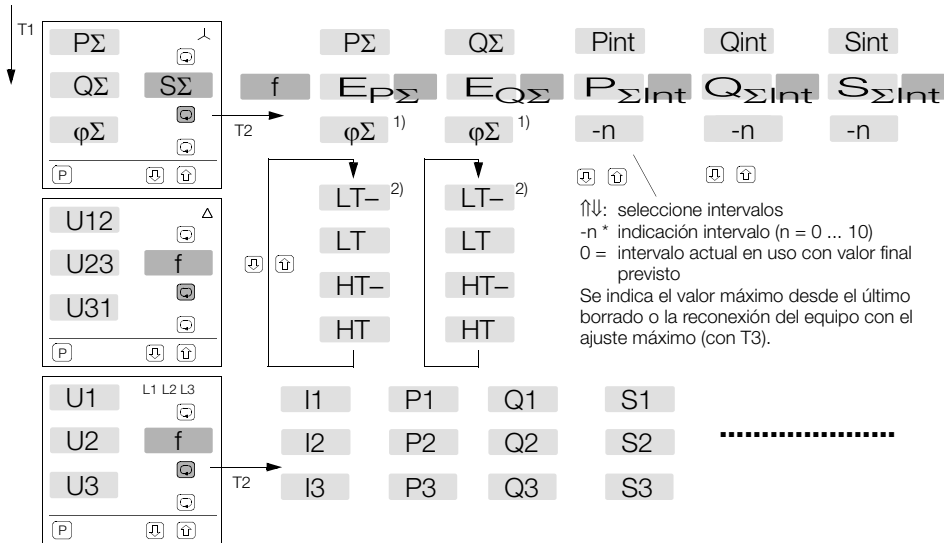 T1
PΣ
QΣ SΣ
φΣ
T2
P
f
PΣ QΣ Pint Qint Sint
EPΣ EQΣ PΣInt QΣInt SΣInt
φΣ 1) φΣ 1) -n -n -n
LT– 2) LT– 2)
LT LT
HT– HT–
HT HT
⇑⇓: seleccione intervalos
-n * indicación intervalo (n = 0 ... 10)
0 = intervalo actual en uso con valor final
previsto
Se indica el valor máximo desde el último
borrado o la reconexión del equipo con el
ajuste máximo (con T3).
U12
U23 f
U31
P
U1 L1 L2 L3
U2 f
U3
T2
P
I1 P1 Q1 S1
I2 P2 Q2 S2
I3 P3 Q3 S3